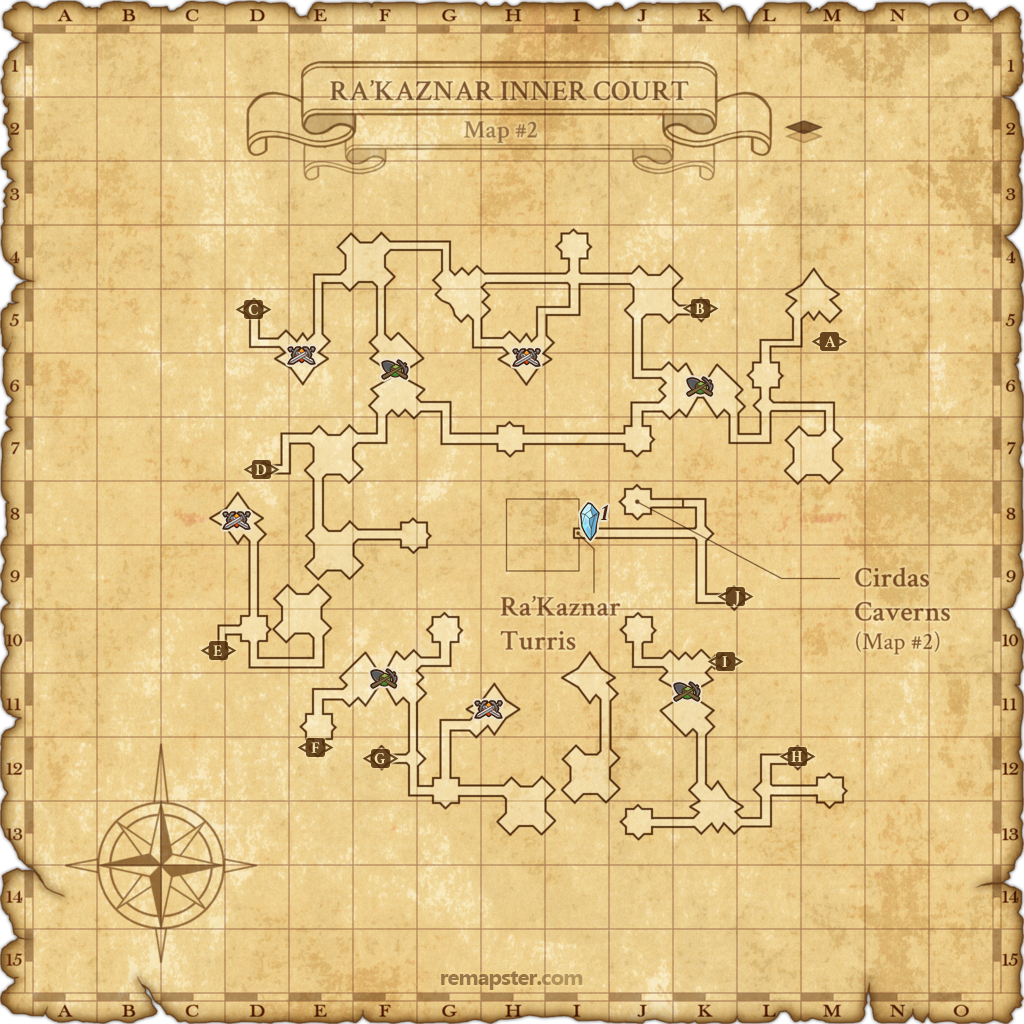 A B C D E F G H I J K L M N O
1 1
RA’KAZNAR INNER COURT
Map #2
2 2
3 3
4 4
C
B
5 5
A
6 6
7 7
D
8 8
1
9 9
Cirdas
Caverns
(Map #2)
J
Ra’Kaznar
Turris
10 10
E
I
11 11
F
G
H
12 12
13 13
14 14
15 15
remapster.com
A B C D E F G H I J K L M N O